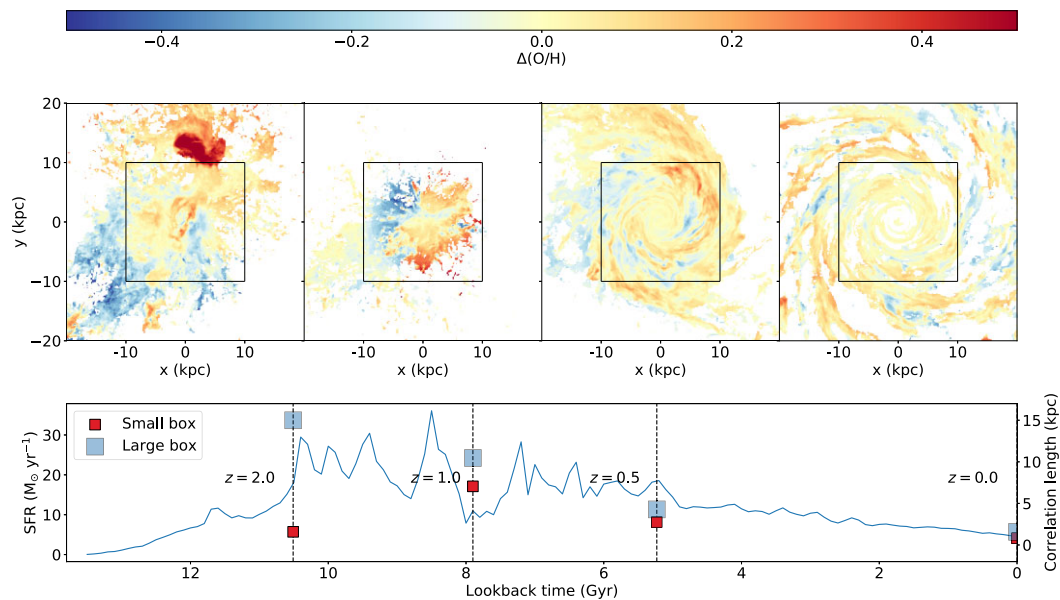 −0.4 −0.2 0.0 0.2 0.4
Δ(O/H)
20
10
0
−10
−20
y (kpc)
-10 0 10 -10 0 10 -10 0 10 -10 0 10
x (kpc) x (kpc) x (kpc) x (kpc)
Small box
Large box
z = 2.0 z = 1.0 z = 0.5 z = 0.0
30
20
10
0
SFR (M⊙ yr⁻¹)
15
10
5
0
Correlation length (kpc)
12 10 8 6 4 2 0
Lookback time (Gyr)